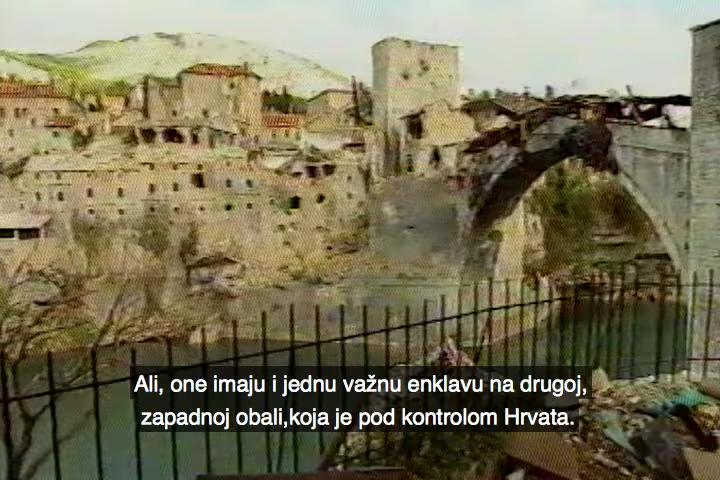 Ali, one imaju i jednu važnu enklavu na drugoj,
zapadnoj obali,koja je pod kontrolom Hrvata.